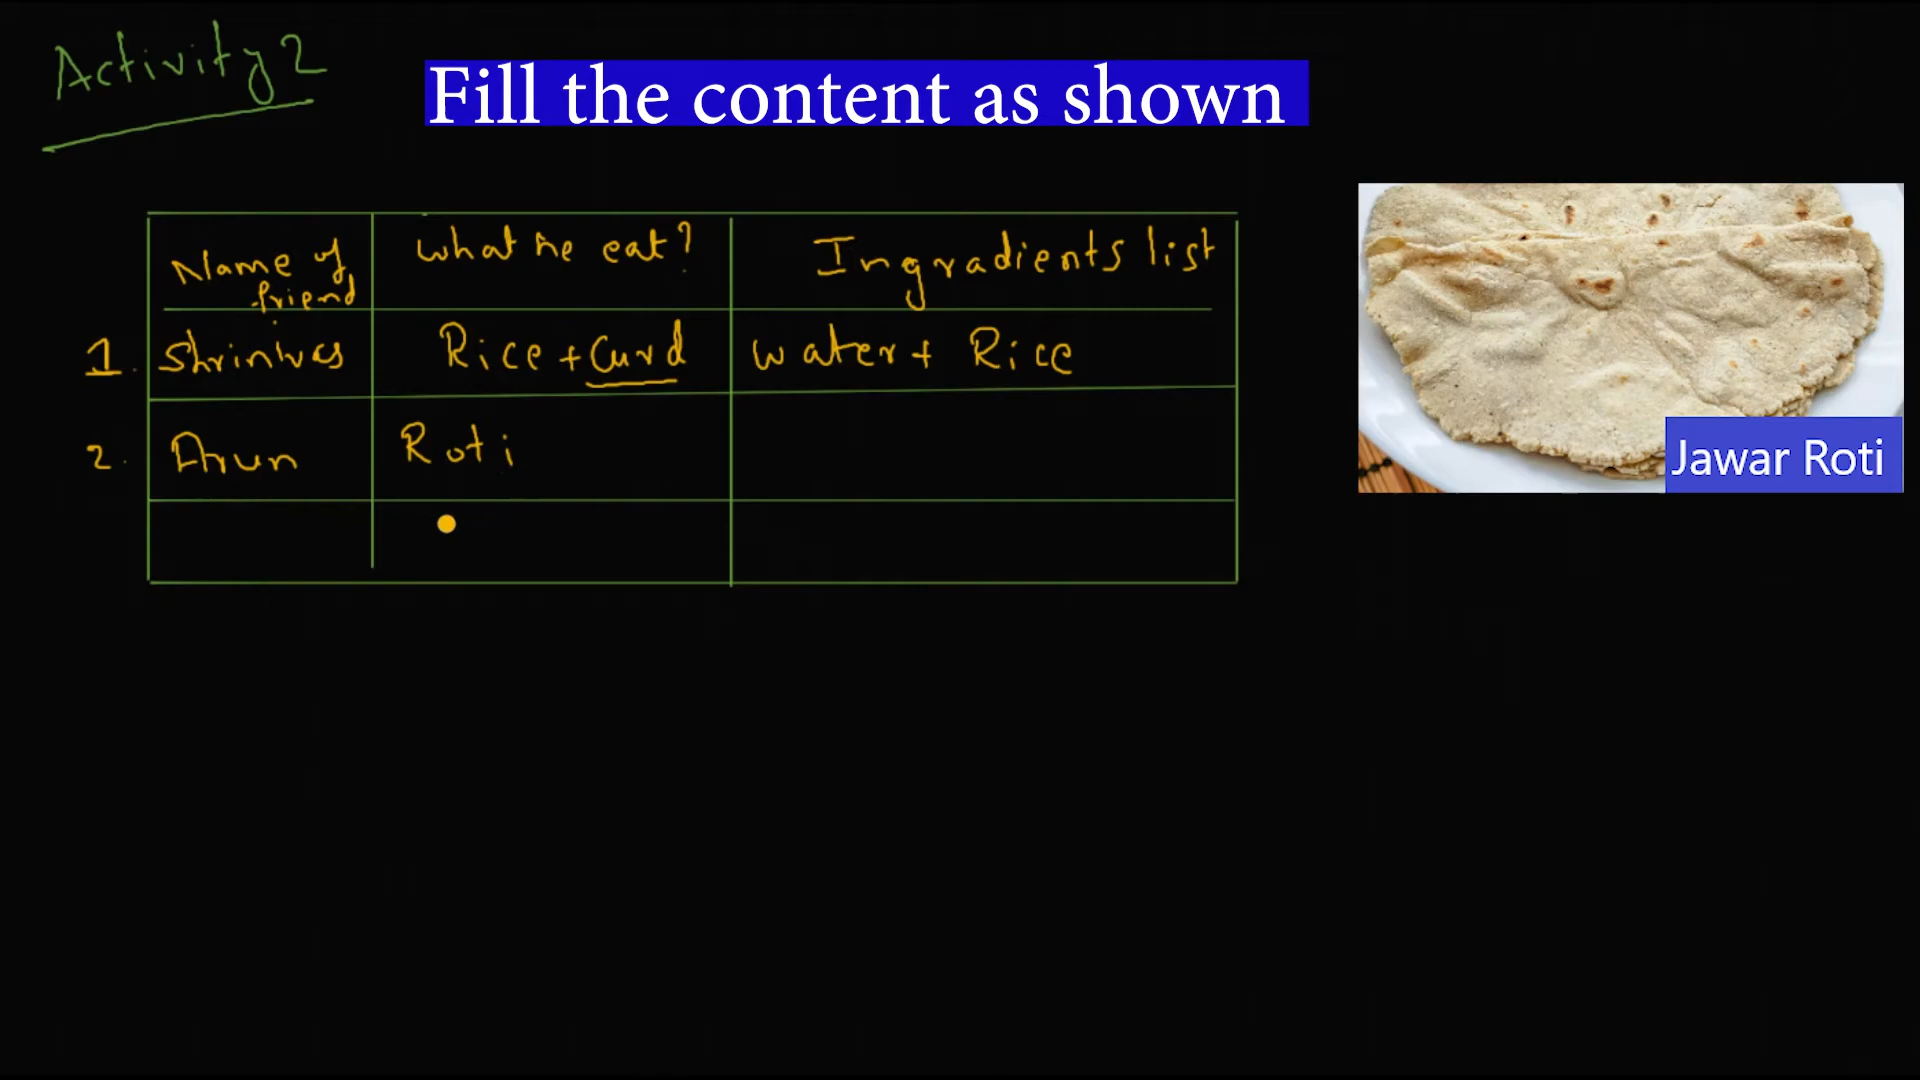 Activity 2
Fill the content as shown
Name of friend what he eat? Ingradients list
1. Shrinivas Rice + Curd water + Rice
2. Arun Roti
Jawar Roti